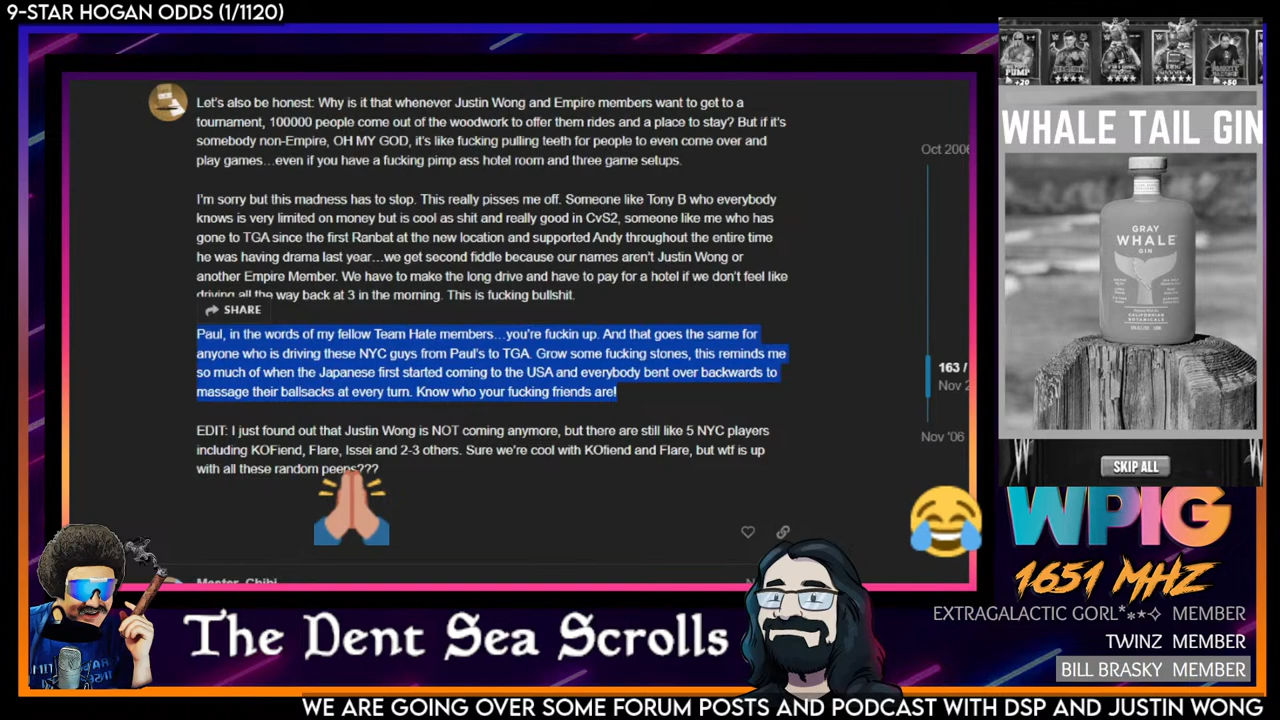 9-STAR HOGAN ODDS (1/1120)
Let's also be honest: Why is it that whenever Justin Wong and Empire members want to get to a
tournament, 100000 people come out of the woodwork to offer them rides and a place to stay? But if it's
somebody non-Empire, OH MY GOD, it's like fucking pulling teeth for people to even come over and
play games…even if you have a fucking pimp ass hotel room and three game setups.
I'm sorry but this madness has to stop. This really pisses me off. Someone like Tony B who everybody
knows is very limited on money but is cool as shit and really good in CvS2, someone like me who has
gone to TGA since the first Ranbat at the new location and supported Andy throughout the entire time
he was having drama last year…we get second fiddle because our names aren't Justin Wong or
another Empire Member. We have to make the long drive and have to pay for a hotel if we don't feel like
driving all the way back at 3 in the morning. This is fucking bullshit.
SHARE
Paul, in the words of my fellow Team Hate members…you're fuckin up. And that goes the same for
anyone who is driving these NYC guys from Paul's to TGA. Grow some fucking stones, this reminds me
so much of when the Japanese first started coming to the USA and everybody bent over backwards to
massage their ballsacks at every turn. Know who your fucking friends are!
EDIT: I just found out that Justin Wong is NOT coming anymore, but there are still like 5 NYC players
including KOFiend, Flare, Issei and 2-3 others. Sure we're cool with KOfiend and Flare, but wtf is up
with all these random peeps???
Master_Chibi
Oct 2006
163 /
Nov 2
Nov '06
PUMP
+20
+50
WHALE TAIL GIN
GRAY
WHALE
GIN
SKIP ALL
WPIG
1651 MHZ
EXTRAGALACTIC GORL*⁎⁎★✧ MEMBER
TWINZ MEMBER
BILL BRASKY MEMBER
The Dent Sea Scrolls
WE ARE GOING OVER SOME FORUM POSTS AND PODCAST WITH DSP AND JUSTIN WONG